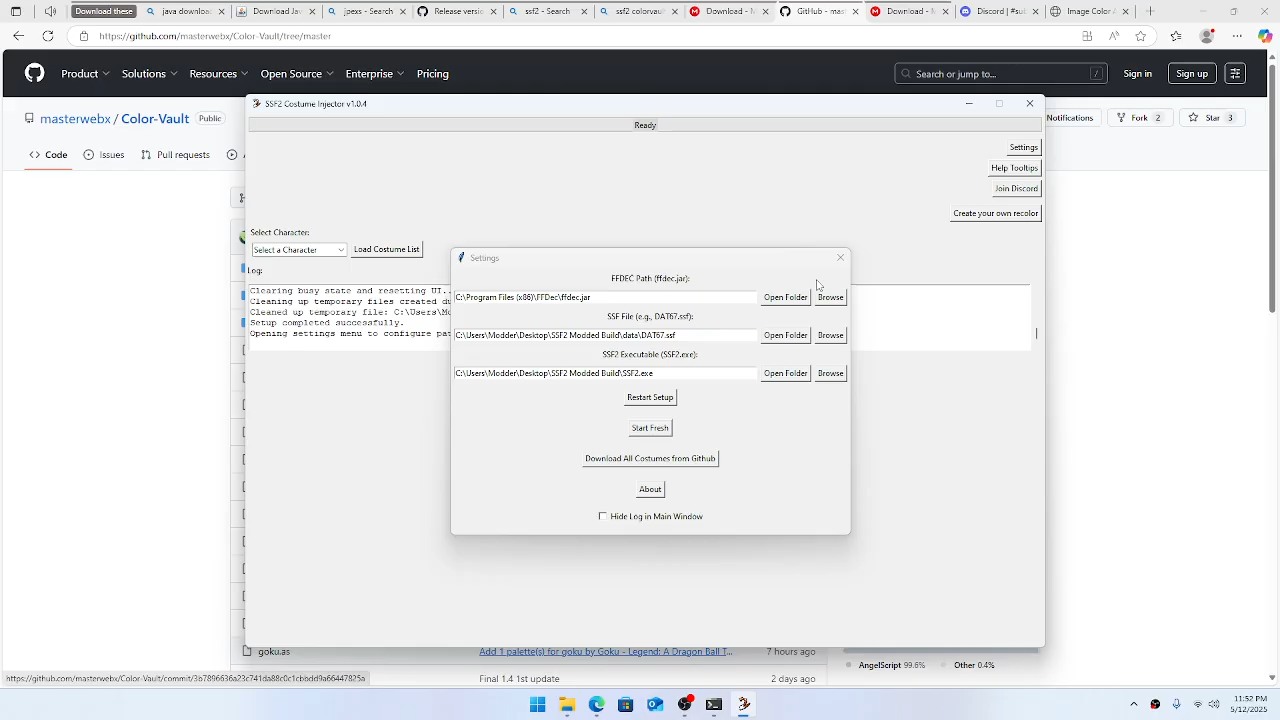 Download these
java downloa
Download Jav
jpexs - Search
Release versio
ssf2 - Search
ssf2 colorvaul
Download - N
GitHub - mas
Download - N
Discord | #sul
Image Color A
https://github.com/masterwebx/Color-Vault/tree/master
Product
Solutions
Resources
Open Source
Enterprise
Pricing
Search or jump to...
/
Sign in
Sign up
masterwebx / Color-Vault
Public
Notifications
Fork 2
Star 3
Code
Issues
Pull requests
SSF2 Costume Injector v1.0.4
Ready
Settings
Help Tooltips
Join Discord
Create your own recolor
Select Character:
Select a Character
Load Costume List
Log:
Clearing busy state and resetting UI..
Cleaning up temporary files created du
Cleaned up temporary file: C:\Users\Mo
Setup completed successfully.
Opening settings menu to configure pat
Settings
FFDEC Path (ffdec.jar):
C:\Program Files (x86)\FFDec\ffdec.jar
Open Folder
Browse
SSF File (e.g., DAT67.ssf):
C:\Users\Modder\Desktop\SSF2 Modded Build\data\DAT67.ssf
Open Folder
Browse
SSF2 Executable (SSF2.exe):
C:\Users\Modder\Desktop\SSF2 Modded Build\SSF2.exe
Open Folder
Browse
Restart Setup
Start Fresh
Download All Costumes from Github
About
Hide Log in Main Window
goku.as
Add 1 palette(s) for goku by Goku - Legend: A Dragon Ball T...
7 hours ago
AngelScript 99.6%
Other 0.4%
Final 1.4 1st update
2 days ago
https://github.com/masterwebx/Color-Vault/commit/3b7896636a23c741da88c0c1cbbdd9a66447825a
11:52 PM
5/12/2025